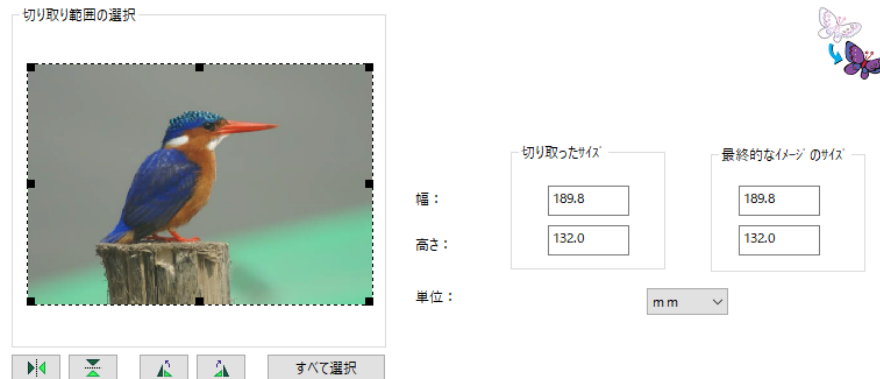 切り取り範囲の選択
切り取ったサイズ
最終的なイメージのサイズ
幅：
189.8
189.8
高さ：
132.0
132.0
単位：
mm
すべて選択